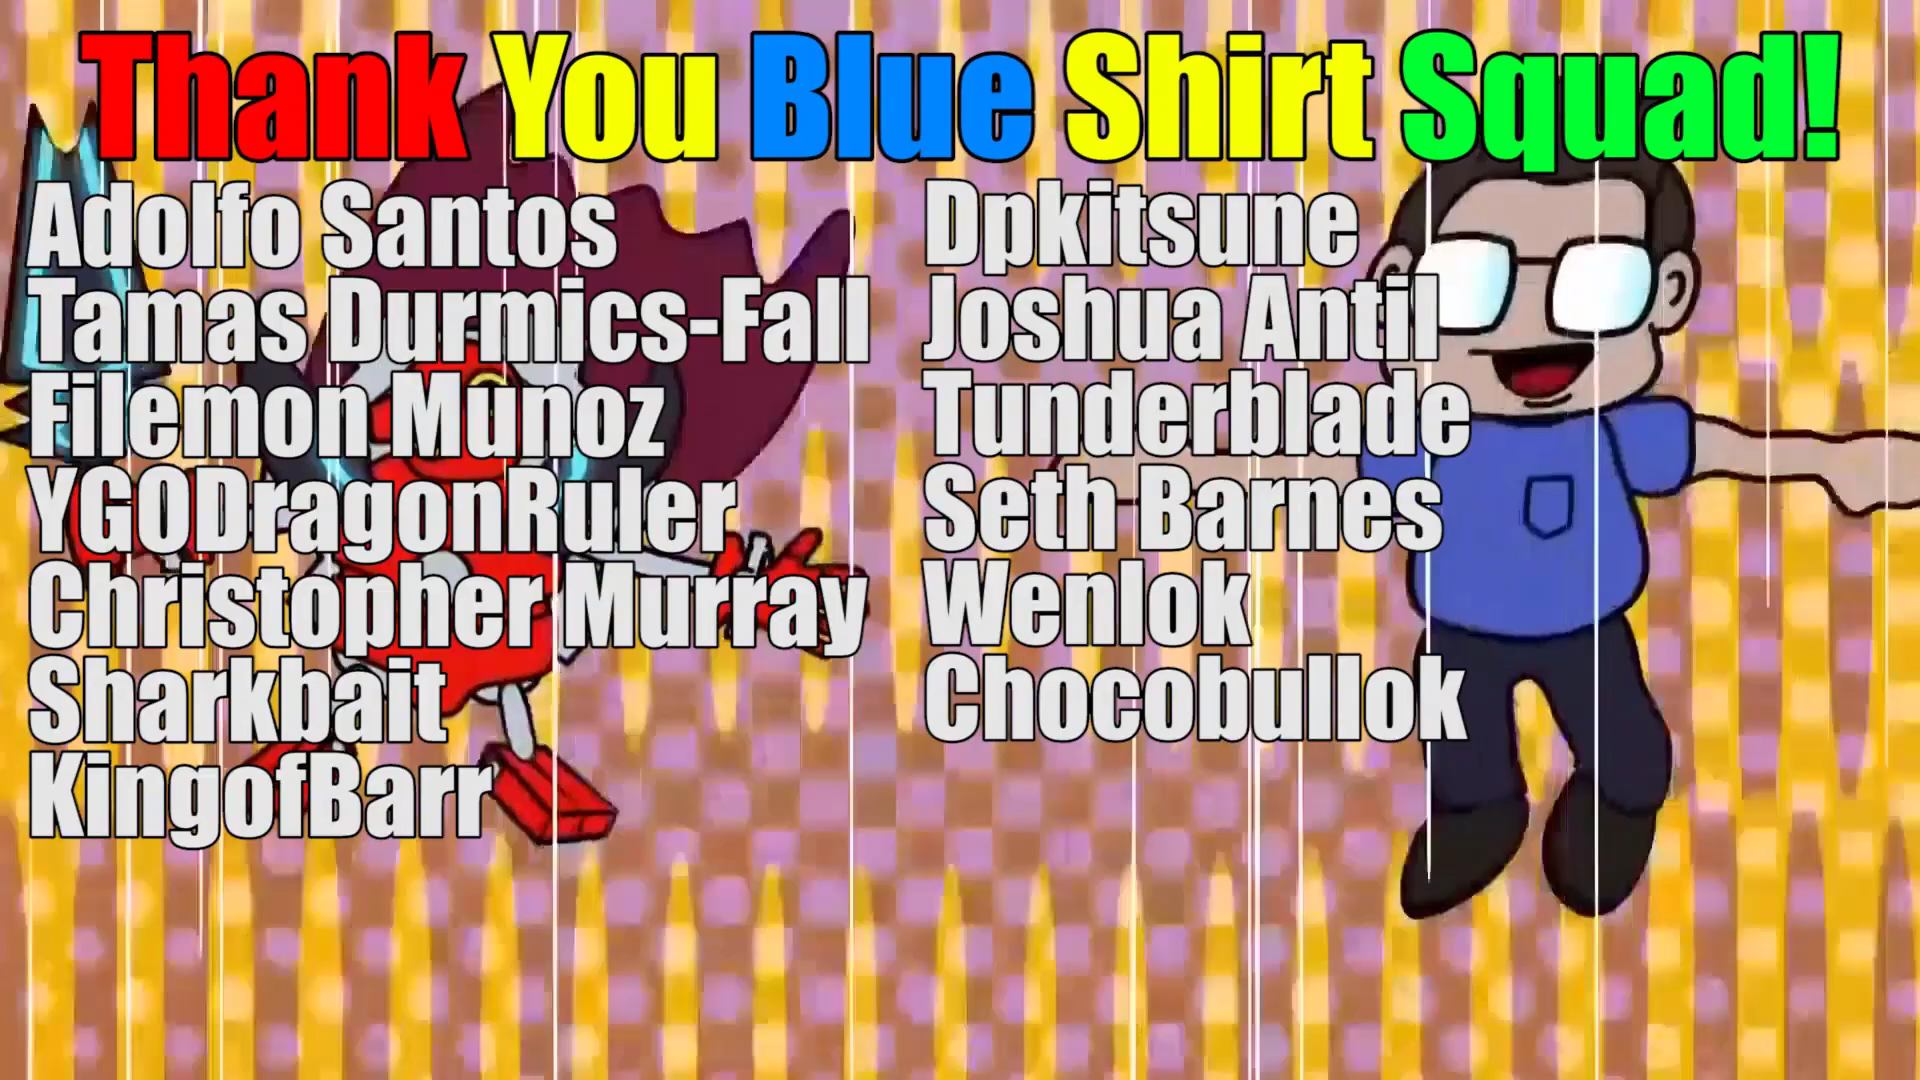 Thank You Blue Shirt Squad!
Adolfo Santos
Tamas Durmics-Fall
Filemon Munoz
YGODragonRuler
Christopher Murray
Sharkbait
KingofBarr
Dpkitsune
Joshua Antil
Tunderblade
Seth Barnes
Wenlok
Chocobullok